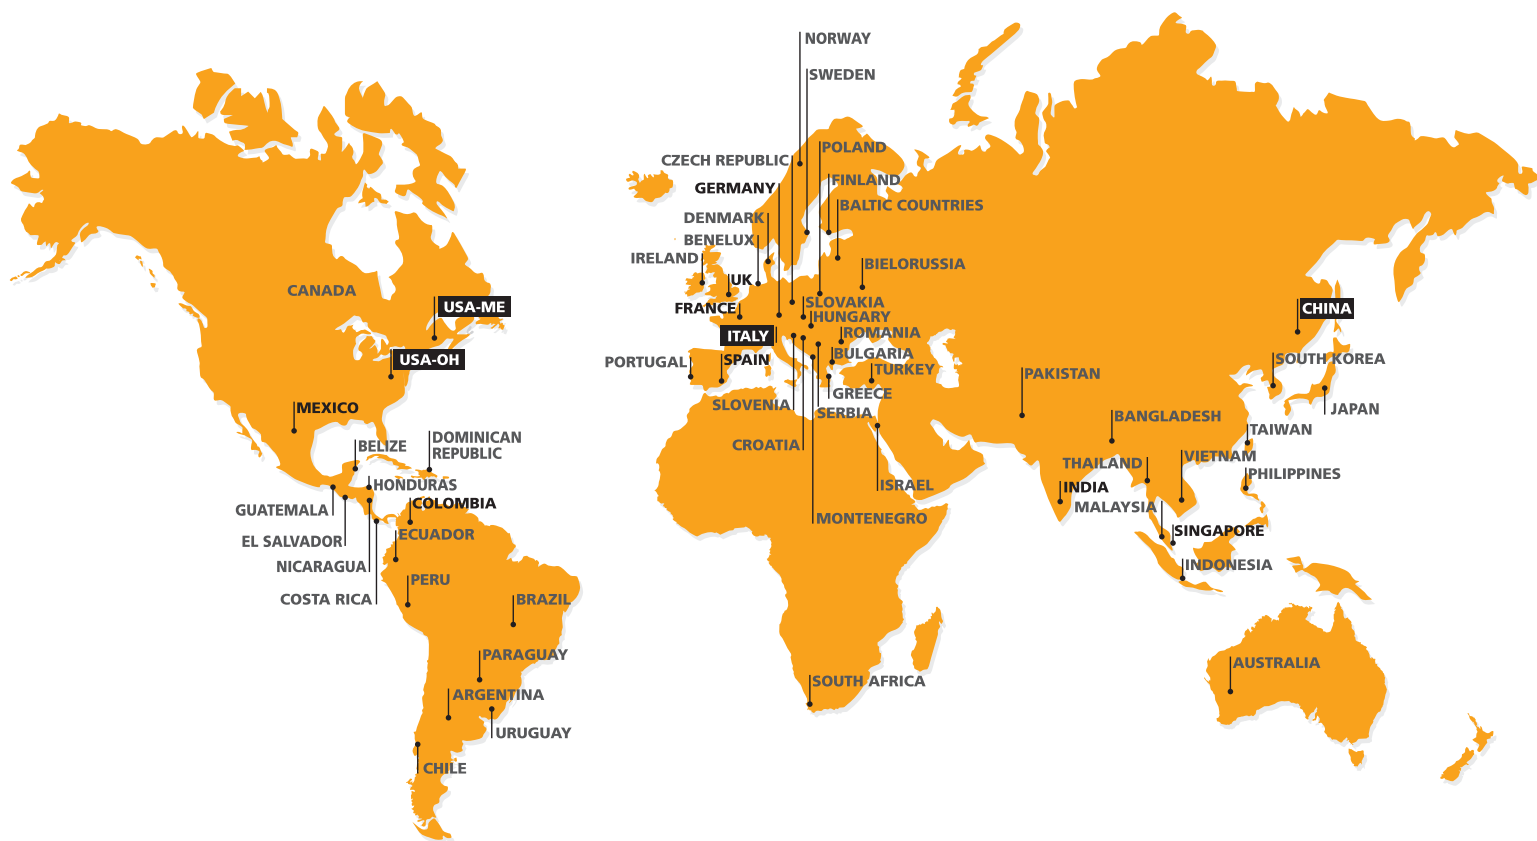 NORWAY
SWEDEN
POLAND
CZECH REPUBLIC
FINLAND
GERMANY
BALTIC COUNTRIES
DENMARK
BENELUX
IRELAND
BIELORUSSIA
UK
CANADA
SLOVAKIA
USA-ME
FRANCE
CHINA
HUNGARY
ROMANIA
ITALY
BULGARIA
USA-OH
SPAIN
SOUTH KOREA
PORTUGAL
TURKEY
PAKISTAN
GREECE
SLOVENIA
MEXICO
JAPAN
SERBIA
BANGLADESH
TAIWAN
DOMINICAN
REPUBLIC
CROATIA
BELIZE
VIETNAM
THAILAND
PHILIPPINES
HONDURAS
ISRAEL
INDIA
COLOMBIA
MALAYSIA
GUATEMALA
MONTENEGRO
SINGAPORE
ECUADOR
EL SALVADOR
INDONESIA
NICARAGUA
PERU
COSTA RICA
BRAZIL
PARAGUAY
AUSTRALIA
SOUTH AFRICA
ARGENTINA
URUGUAY
CHILE